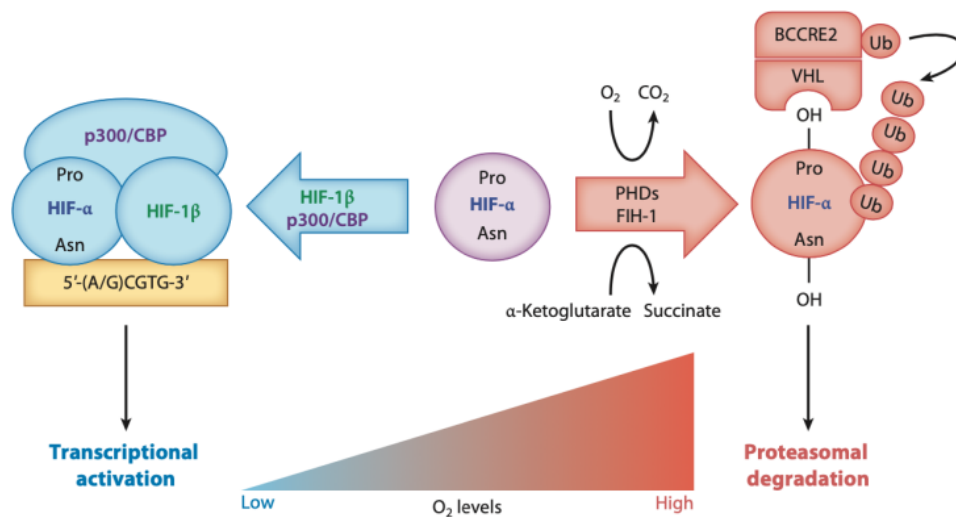 p300/CBP
Pro
HIF-α
Asn
HIF-1β
5′-(A/G)CGTG-3′
Transcriptional
activation
HIF-1β
p300/CBP
Pro
HIF-α
Asn
O₂ CO₂
PHDs
FIH-1
α-Ketoglutarate Succinate
BCCRE2
Ub
VHL
OH
Ub
Ub
Ub
Ub
Pro
HIF-α
Asn
OH
Proteasomal
degradation
Low
O₂ levels
High